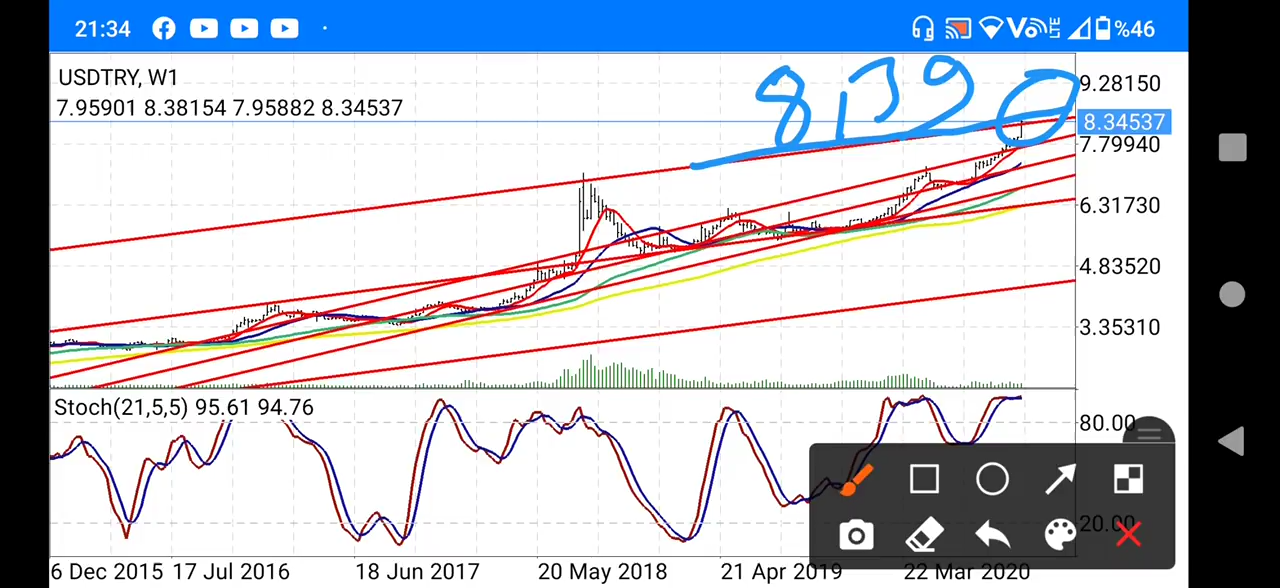 21:34 %46
USDTRY, W1
7.95901 8.38154 7.95882 8.34537
8,390
9.28150
8.34537
7.79940
6.31730
4.83520
3.35310
Stoch(21,5,5) 95.61 94.76
80.00
20.00
6 Dec 2015 17 Jul 2016 18 Jun 2017 20 May 2018 21 Apr 2019 22 Mar 2020